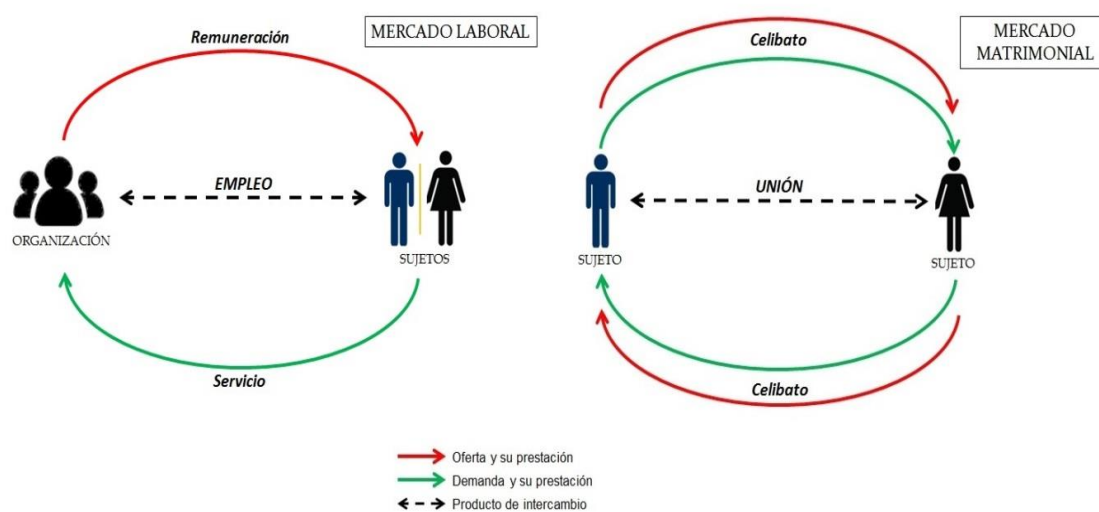 Remuneración
MERCADO LABORAL
EMPLEO
ORGANIZACIÓN
SUJETOS
Servicio
Celibato
MERCADO
MATRIMONIAL
UNIÓN
SUJETO
SUJETO
Celibato
Oferta y su prestación
Demanda y su prestación
Producto de intercambio